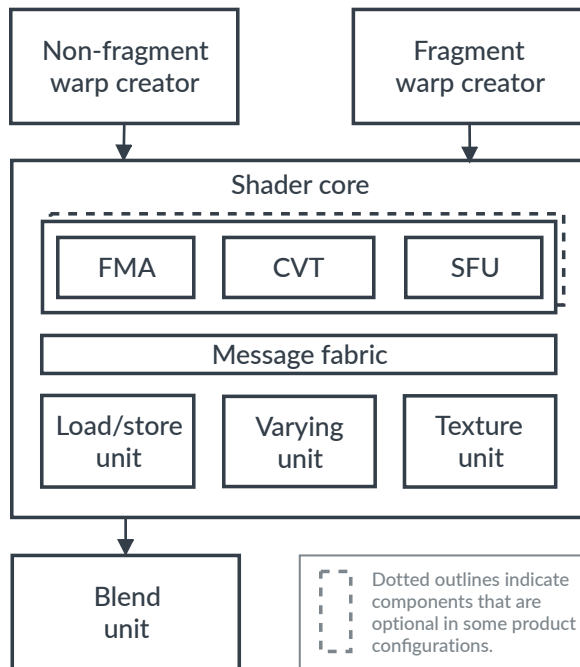 Non-fragment
warp creator
Fragment
warp creator
Shader core
FMA
CVT
SFU
Message fabric
Load/store
unit
Varying
unit
Texture
unit
Blend
unit
Dotted outlines indicate
components that are
optional in some product
configurations.